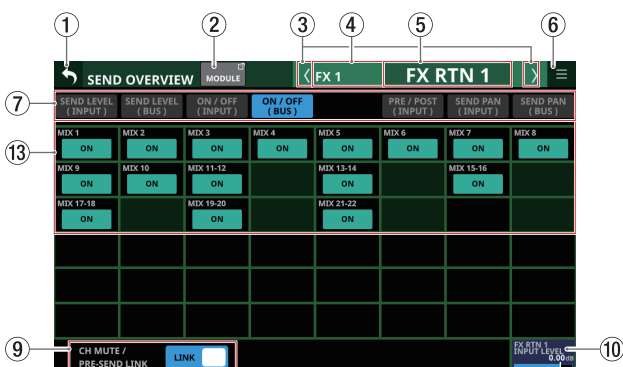 1
2
3
4
5
6
SEND OVERVIEW
MODULE
FX 1
FX RTN 1
7
SEND LEVEL
( INPUT )
SEND LEVEL
( BUS )
ON / OFF
( INPUT )
ON / OFF
( BUS )
PRE / POST
( INPUT )
SEND PAN
( INPUT )
SEND PAN
( BUS )
13
MIX 1
MIX 2
MIX 3
MIX 4
MIX 5
MIX 6
MIX 7
MIX 8
ON
ON
ON
ON
ON
ON
ON
ON
MIX 9
MIX 10
MIX 11-12
MIX 13-14
MIX 15-16
ON
ON
ON
ON
ON
MIX 17-18
MIX 19-20
MIX 21-22
ON
ON
ON
9
CH MUTE /
PRE-SEND LINK
LINK
FX RTN 1
INPUT LEVEL
0.00dB
10